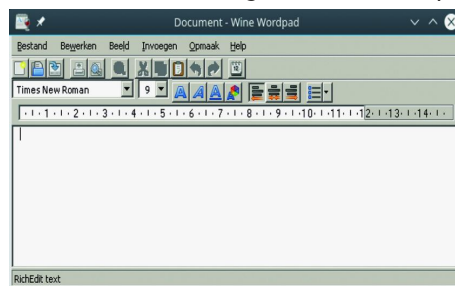 Document - Wine Wordpad
Bestand Bewerken Beeld Invoegen Opmaak Help
Times New Roman 9 A A A
1 2 3 4 5 6 7 8 9 10 11 12 13 14
RichEdit text